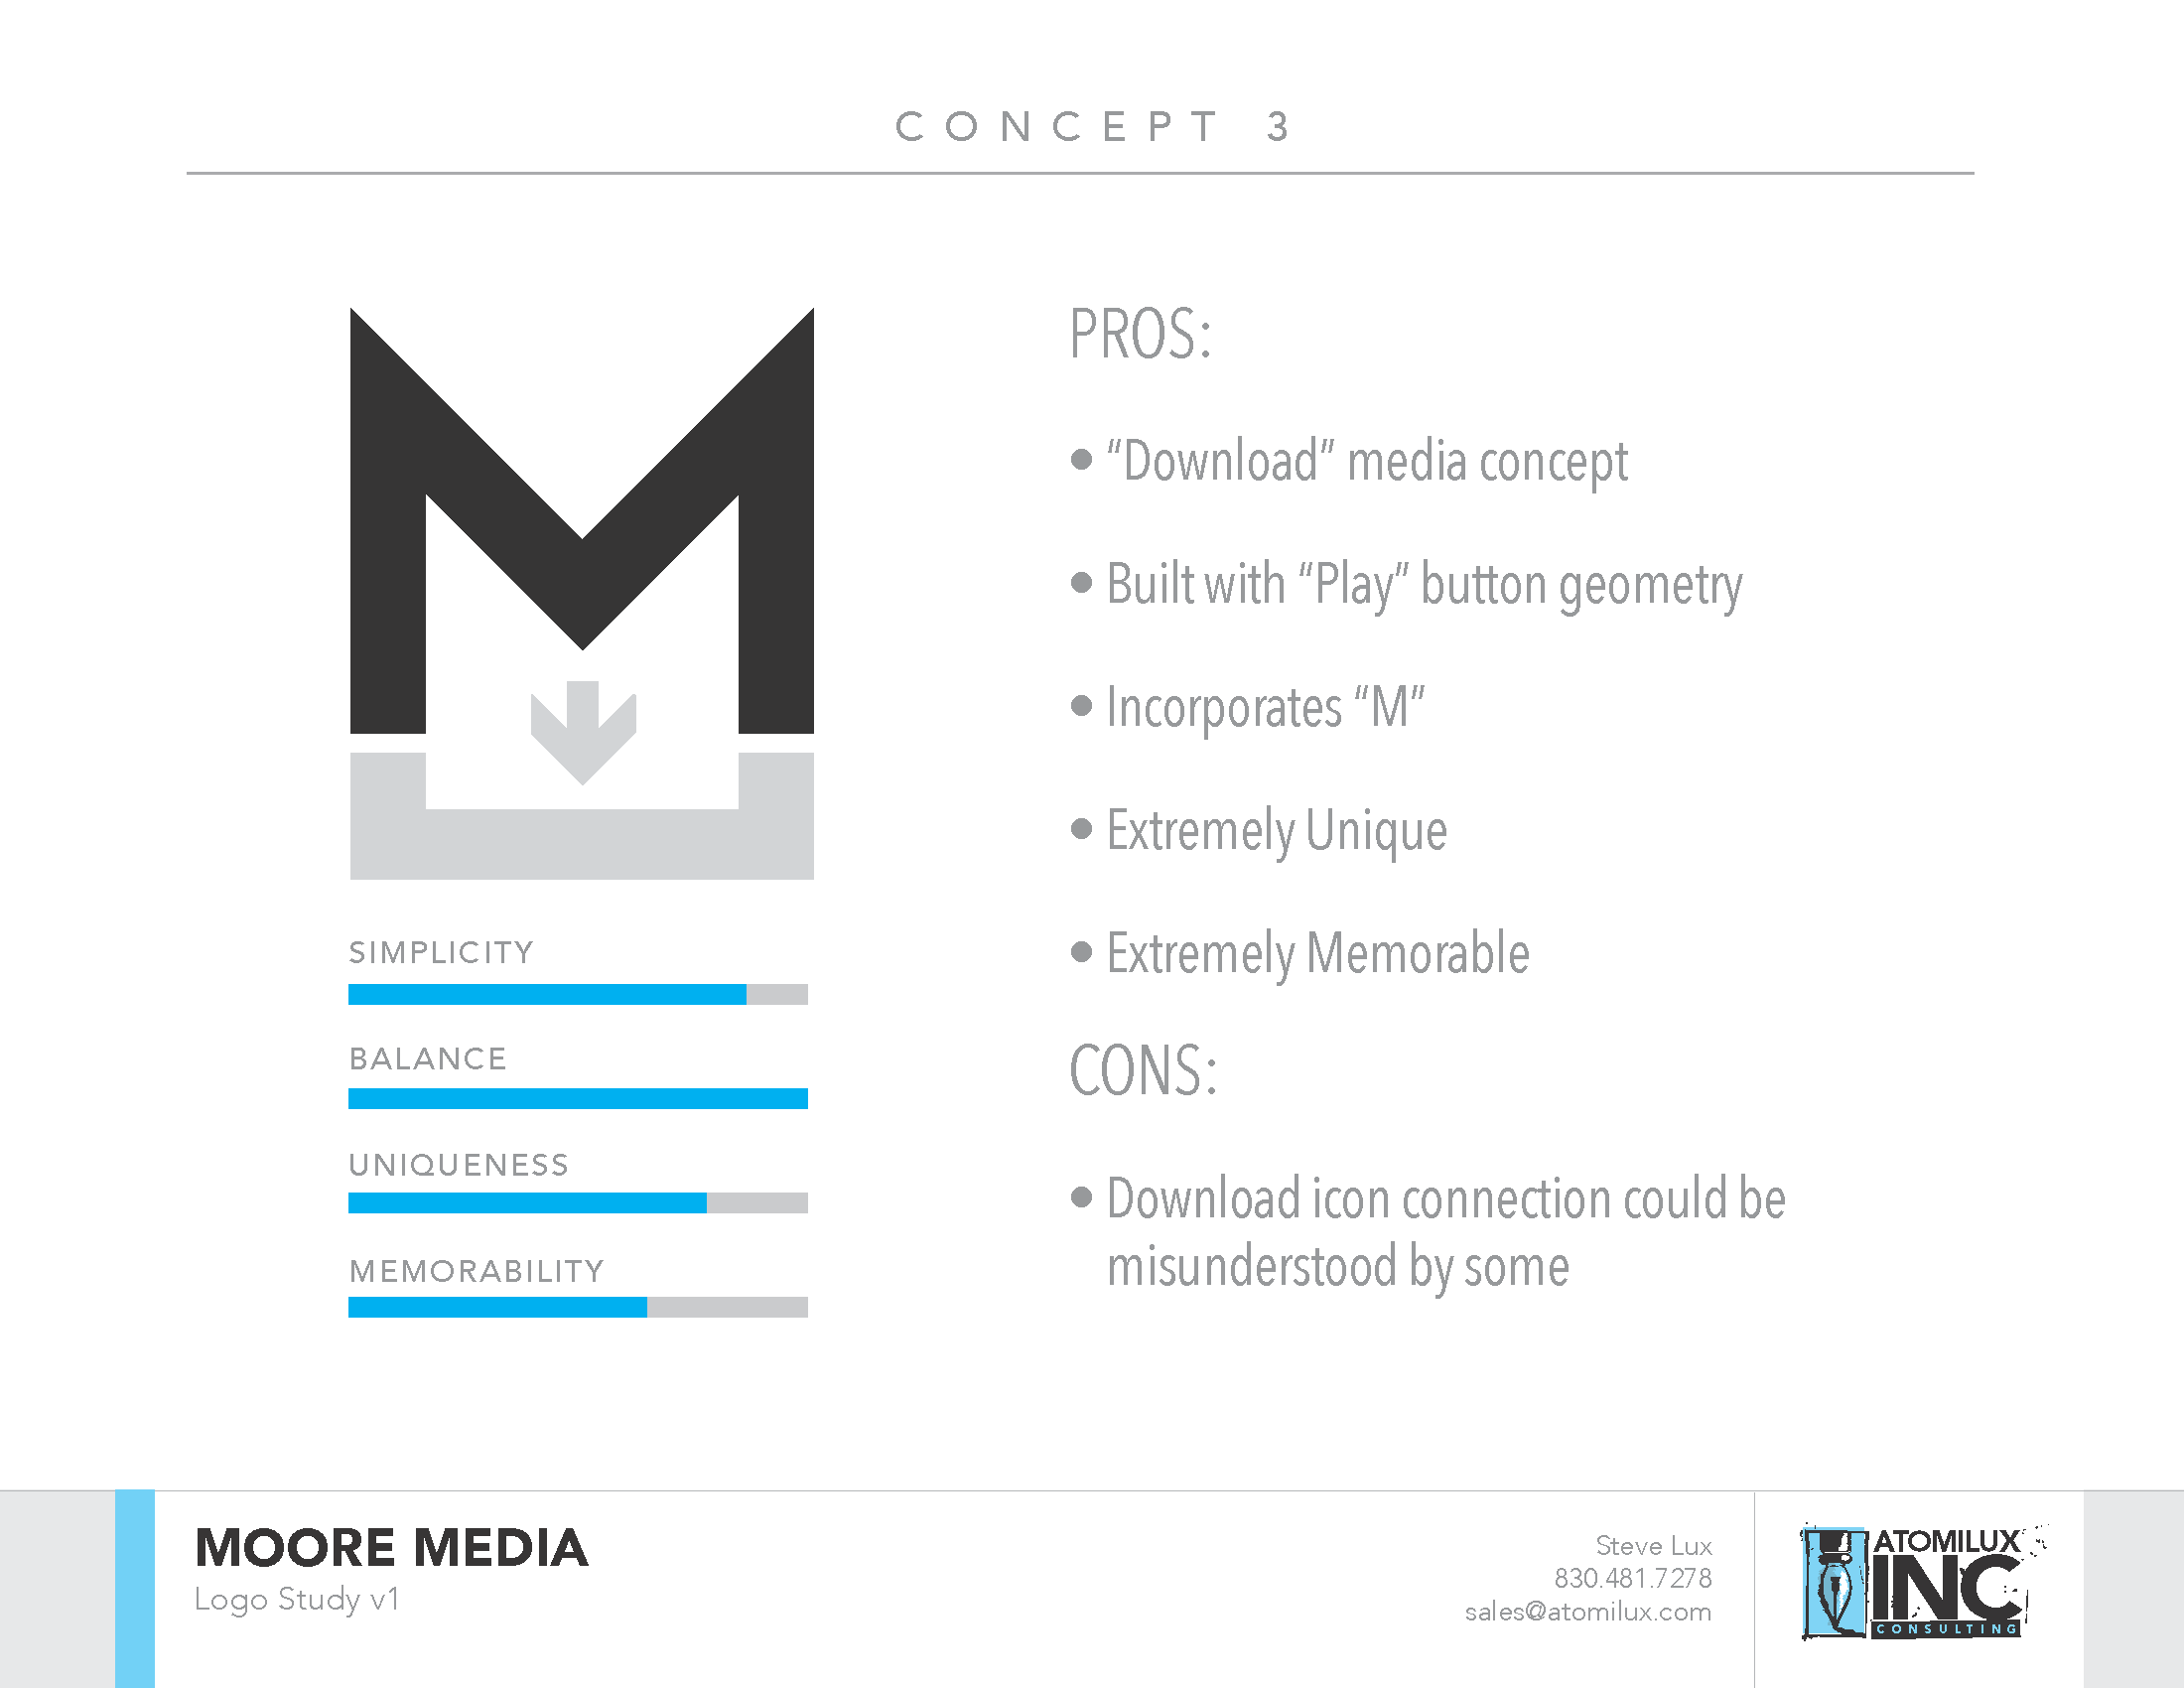 CONCEPT 3
PROS:
• “Download” media concept
• Built with “Play” button geometry
• Incorporates “M”
• Extremely Unique
• Extremely Memorable
CONS:
• Download icon connection could be
misunderstood by some
M
SIMPLICITY
BALANCE
UNIQUENESS
MEMORABILITY
MOORE MEDIA
Logo Study v1
Steve Lux
830.481.7278
sales@atomilux.com
ATOMILUX
INC
CONSULTING